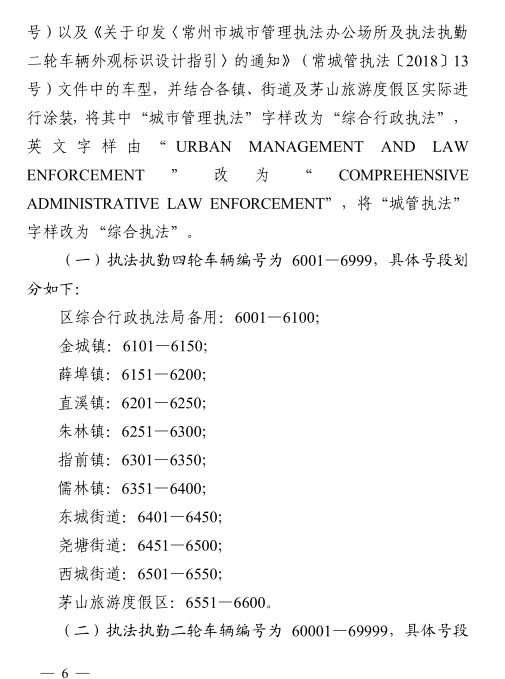 号）以及《关于印发〈常州市城市管理执法办公场所及执法执勤
二轮车辆外观标识设计指引〉的通知》（常城管执法〔2018〕13
号）文件中的车型，并结合各镇、街道及茅山旅游度假区实际进
行涂装，将其中“城市管理执法”字样改为“综合行政执法”，
英文字样由“URBAN MANAGEMENT AND LAW
ENFORCEMENT”改为“COMPREHENSIVE
ADMINISTRATIVE LAW ENFORCEMENT”，将“城管执法”
字样改为“综合执法”。
（一）执法执勤四轮车辆编号为 6001—6999，具体号段划
分如下：
区综合行政执法局备用：6001—6100;
金城镇：6101—6150;
薛埠镇：6151—6200;
直溪镇：6201—6250;
朱林镇：6251—6300;
指前镇：6301—6350;
儒林镇：6351—6400;
东城街道：6401—6450;
尧塘街道：6451—6500;
西城街道：6501—6550;
茅山旅游度假区：6551—6600。
（二）执法执勤二轮车辆编号为 60001—69999，具体号段
— 6 —